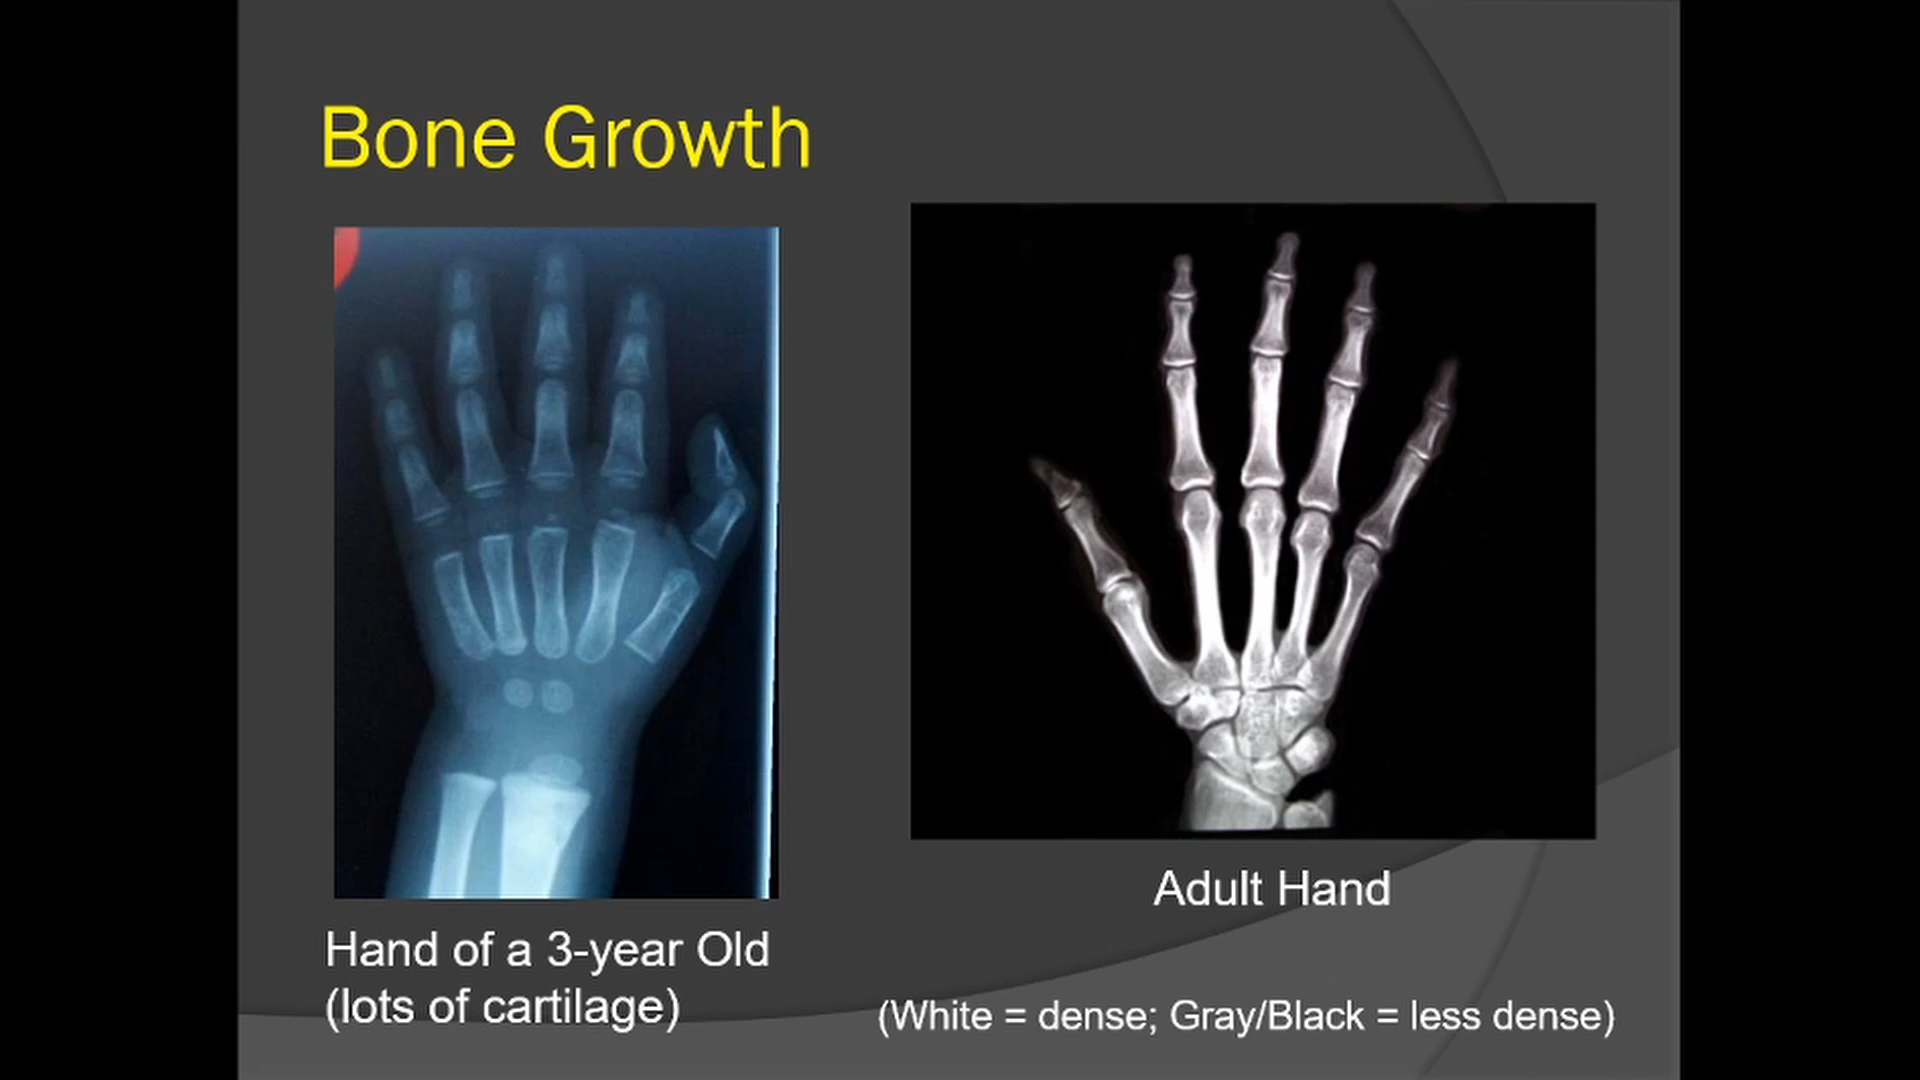 Bone Growth
Hand of a 3-year Old
(lots of cartilage)
Adult Hand
(White = dense; Gray/Black = less dense)